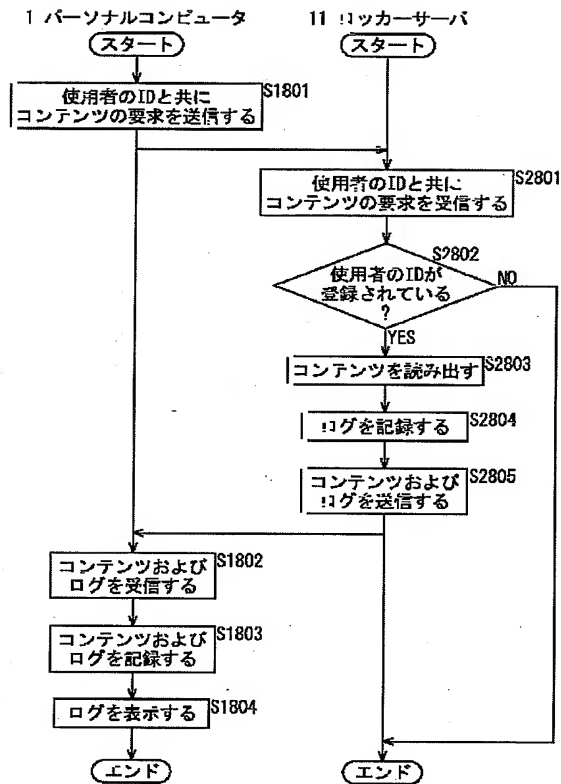 1 パーソナルコンピュータ
11 ロッカーサーバ
スタート
スタート
使用者のIDと共に
コンテンツの要求を送信する
S1801
使用者のIDと共に
コンテンツの要求を受信する
S2801
S2802
使用者のIDが
登録されている
?
NO
YES
コンテンツを読み出す
S2803
ログを記録する
S2804
コンテンツおよび
ログを送信する
S2805
コンテンツおよび
ログを受信する
S1802
コンテンツおよび
ログを記録する
S1803
ログを表示する
S1804
エンド
エンド